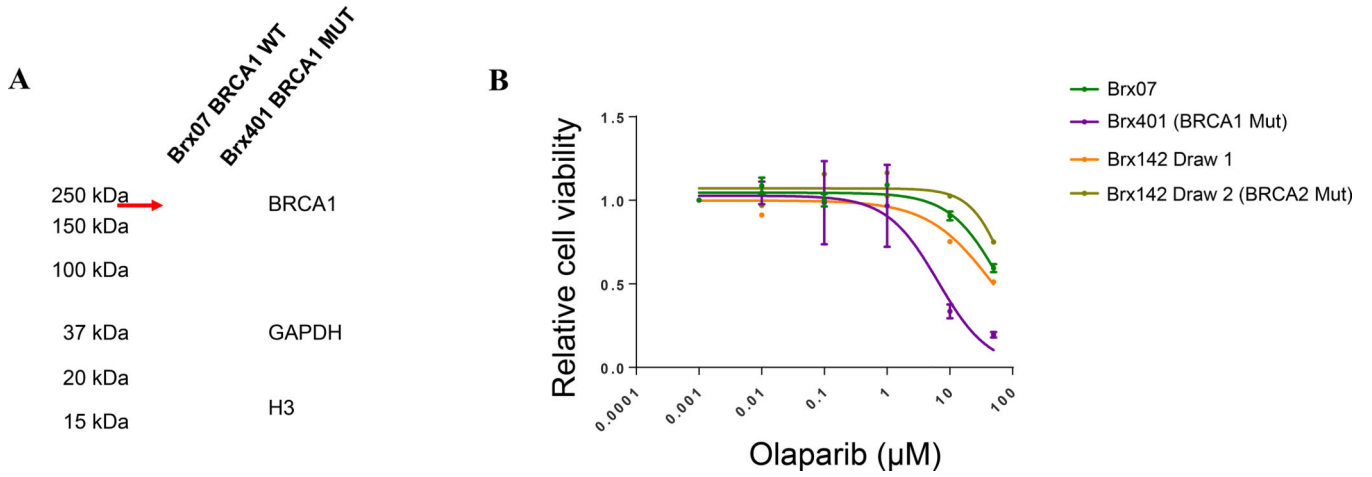 A
Brx07 BRCA1 WT
Brx401 BRCA1 MUT
250 kDa
BRCA1
150 kDa
100 kDa
37 kDa
GAPDH
20 kDa
H3
15 kDa
B
Relative cell viability
1.5
1.0
0.5
0.0
0.0001
0.001
0.01
0.1
1
10
100
Olaparib (µM)
Brx07
Brx401 (BRCA1 Mut)
Brx142 Draw 1
Brx142 Draw 2 (BRCA2 Mut)